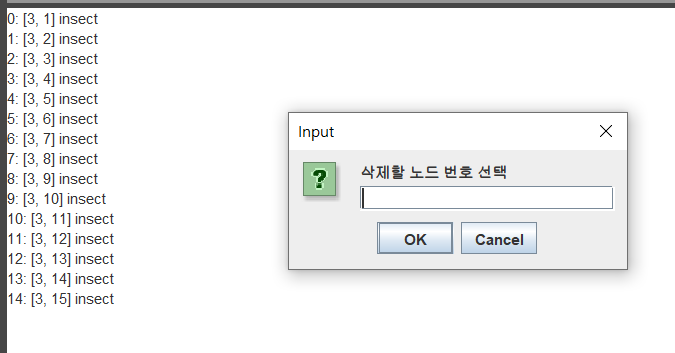 0: [3, 1] insect
1: [3, 2] insect
2: [3, 3] insect
3: [3, 4] insect
4: [3, 5] insect
5: [3, 6] insect
6: [3, 7] insect
7: [3, 8] insect
8: [3, 9] insect
9: [3, 10] insect
10: [3, 11] insect
11: [3, 12] insect
12: [3, 13] insect
13: [3, 14] insect
14: [3, 15] insect
Input
삭제할 노드 번호 선택
OK Cancel